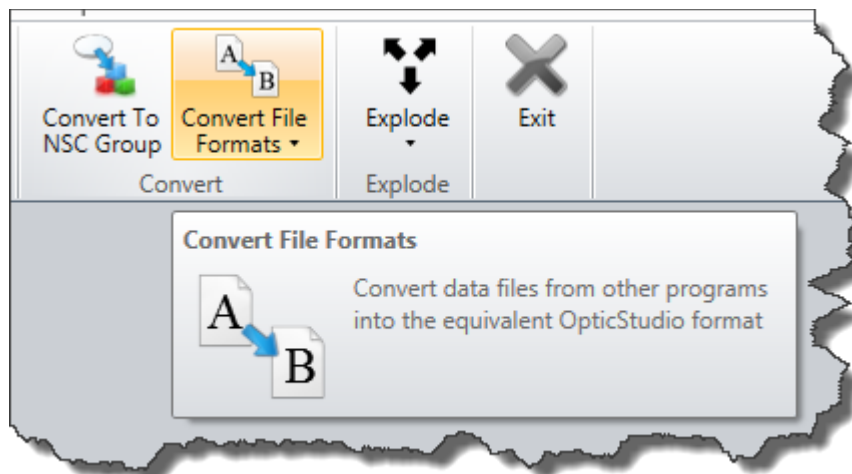 Convert To
NSC Group
Convert File
Formats
Explode
Exit
Convert
Explode
Convert File Formats
Convert data files from other programs
into the equivalent OpticStudio format
A
B
A
B